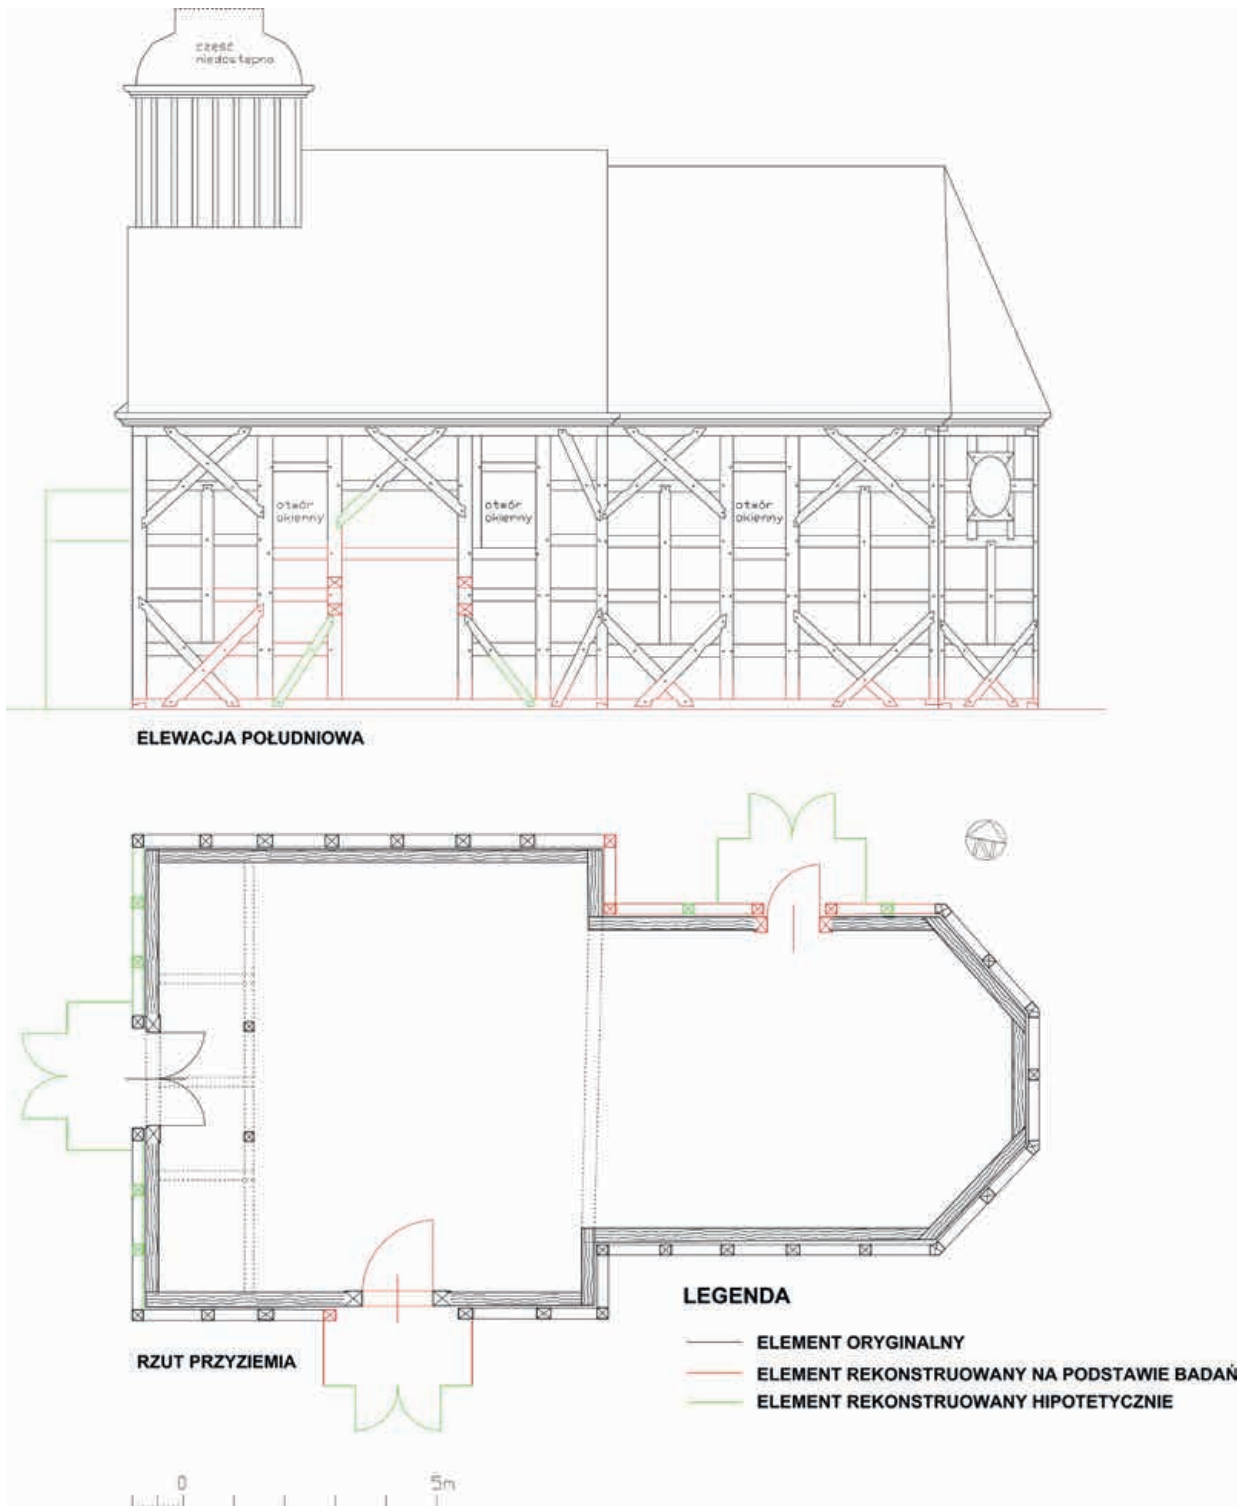 część
niedostępna
otwór
okienny
otwór
okienny
otwór
okienny
ELEWACJA POŁUDNIOWA
RZUT PRZYZIEMIA
LEGENDA
ELEMENT ORYGINALNY
ELEMENT REKONSTRUOWANY NA PODSTAWIE BADAŃ
ELEMENT REKONSTRUOWANY HIPOTETYCZNIE
0 5m